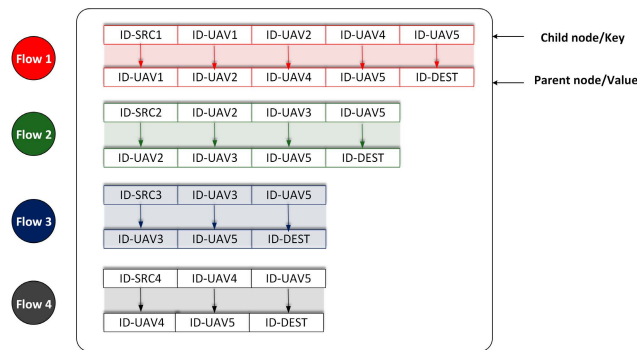 ID-SRC1 ID-UAV1 ID-UAV2 ID-UAV4 ID-UAV5
Child node/Key
Flow 1
ID-UAV1 ID-UAV2 ID-UAV4 ID-UAV5 ID-DEST
Parent node/Value
ID-SRC2 ID-UAV2 ID-UAV3 ID-UAV5
Flow 2
ID-UAV2 ID-UAV3 ID-UAV5 ID-DEST
ID-SRC3 ID-UAV3 ID-UAV5
Flow 3
ID-UAV3 ID-UAV5 ID-DEST
ID-SRC4 ID-UAV4 ID-UAV5
Flow 4
ID-UAV4 ID-UAV5 ID-DEST